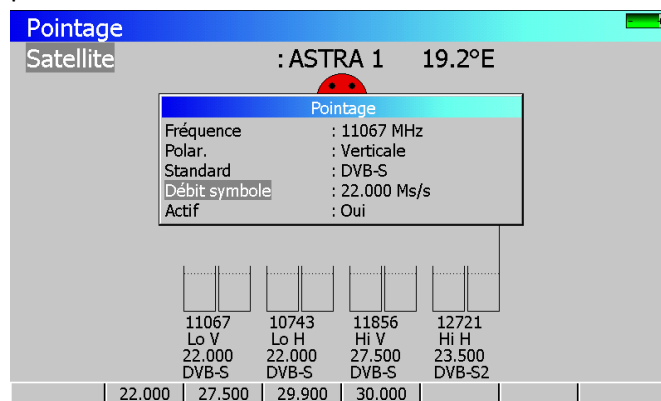 Pointage
Satellite : ASTRA 1 19.2°E
Pointage
Fréquence : 11067 MHz
Polar. : Verticale
Standard : DVB-S
Débit symbole : 22.000 Ms/s
Actif : Oui
11067 10743 11856 12721
Lo V Lo H Hi V Hi H
22.000 22.000 27.500 23.500
DVB-S DVB-S DVB-S DVB-S2
22.000 27.500 29.900 30.000